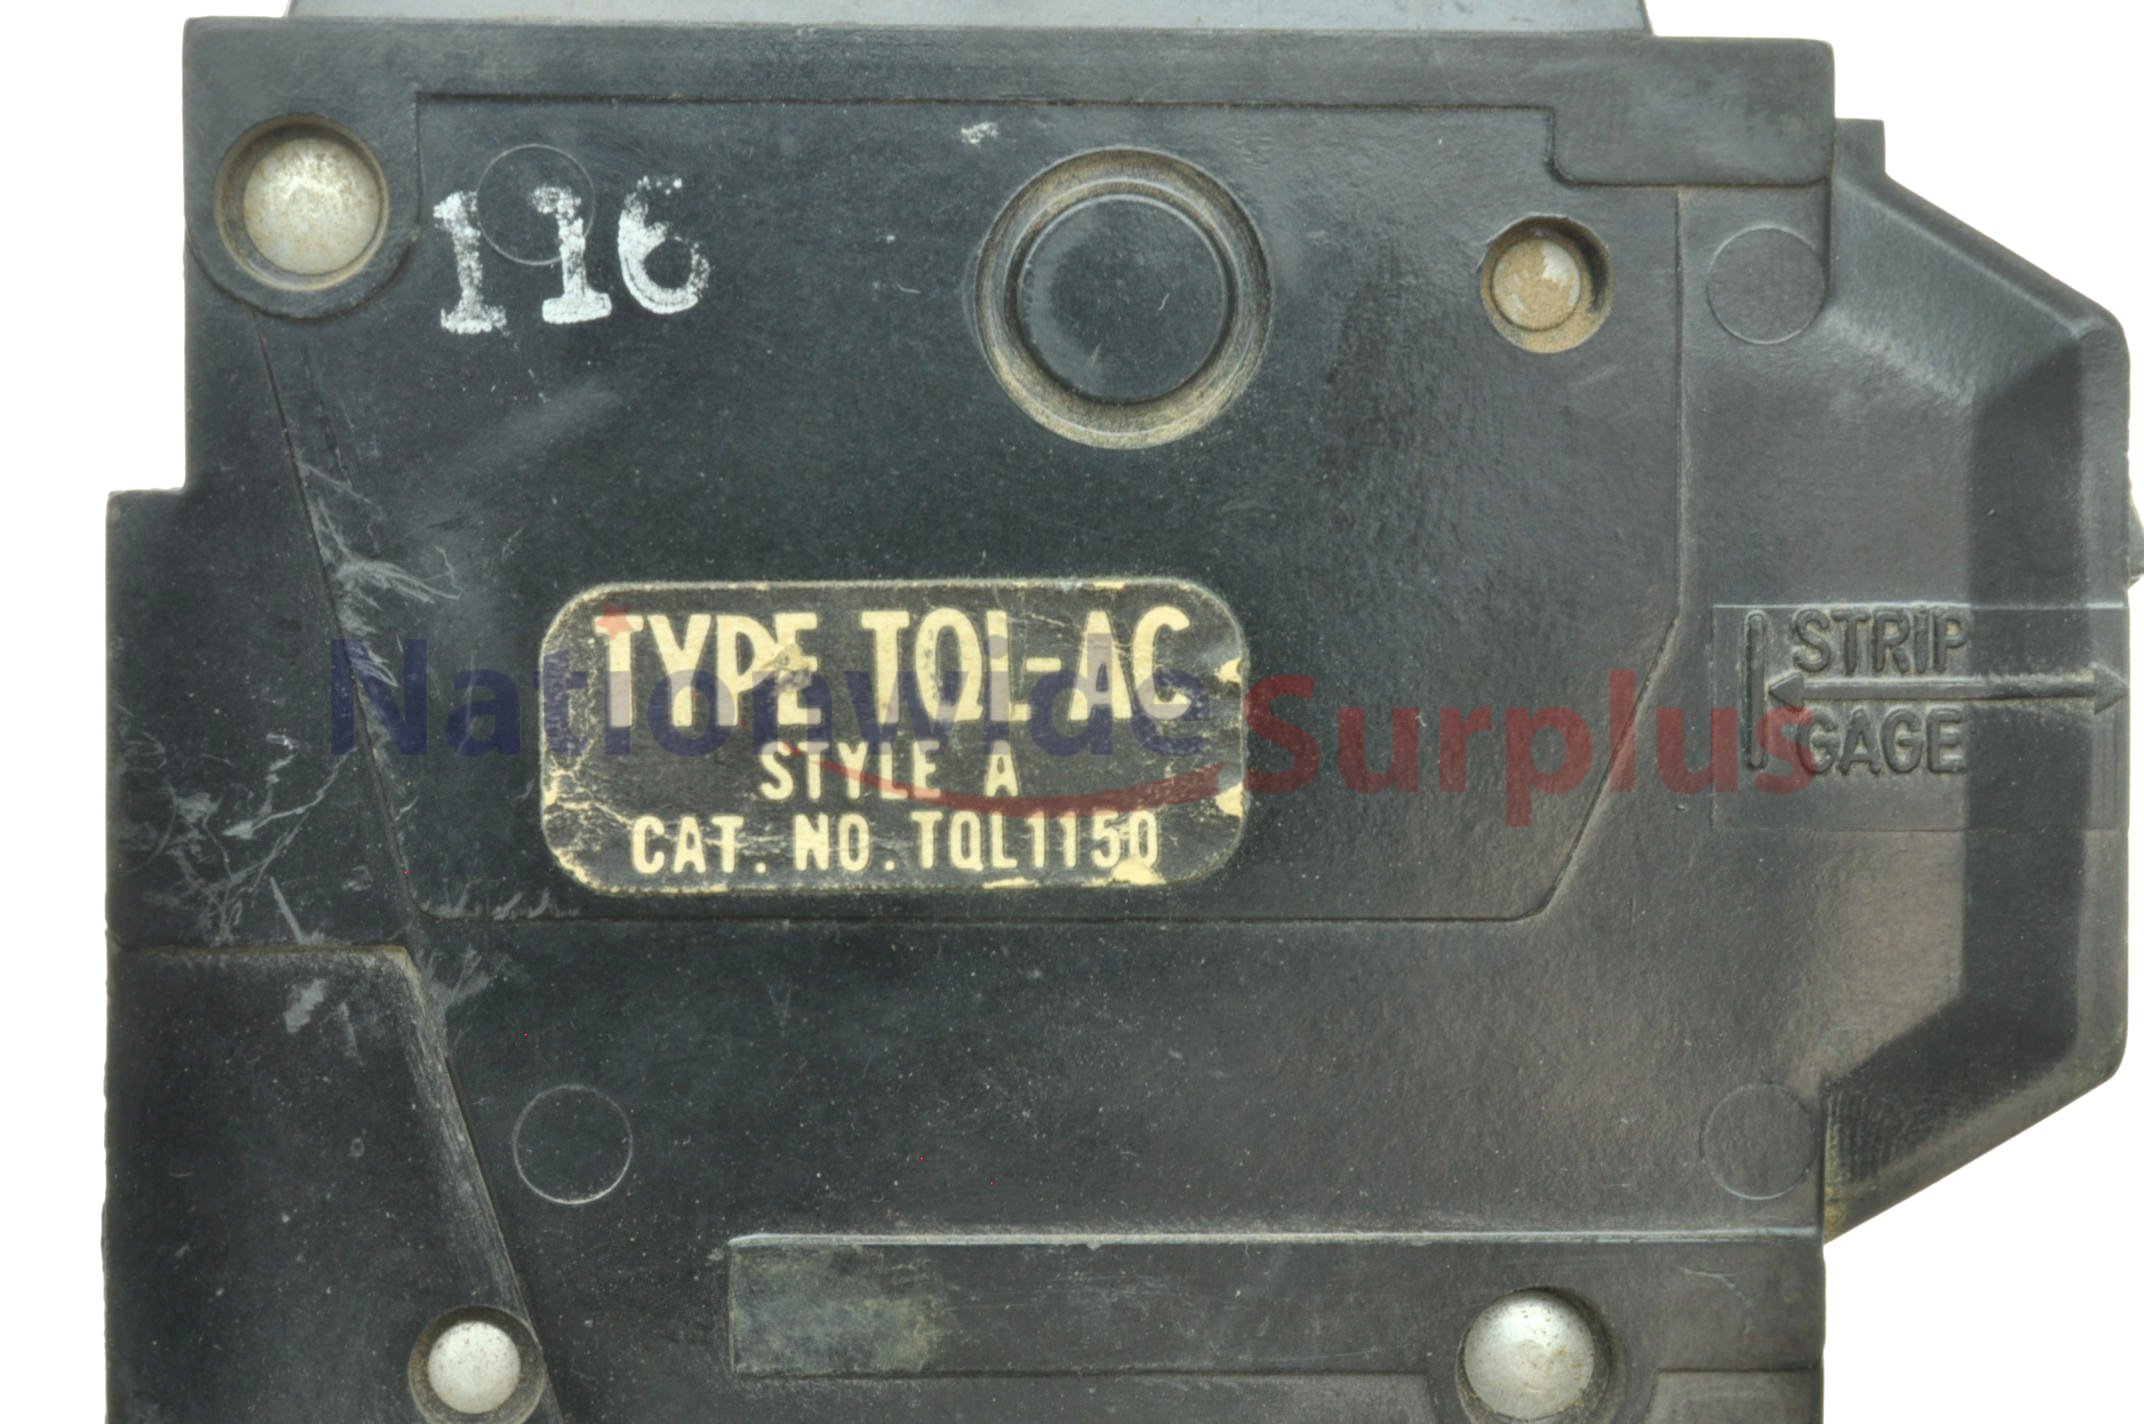 116
TYPE TQL-AC
STYLE A
CAT. NO. TQL1150
STRIP
GAGE
Nationwide Surplus